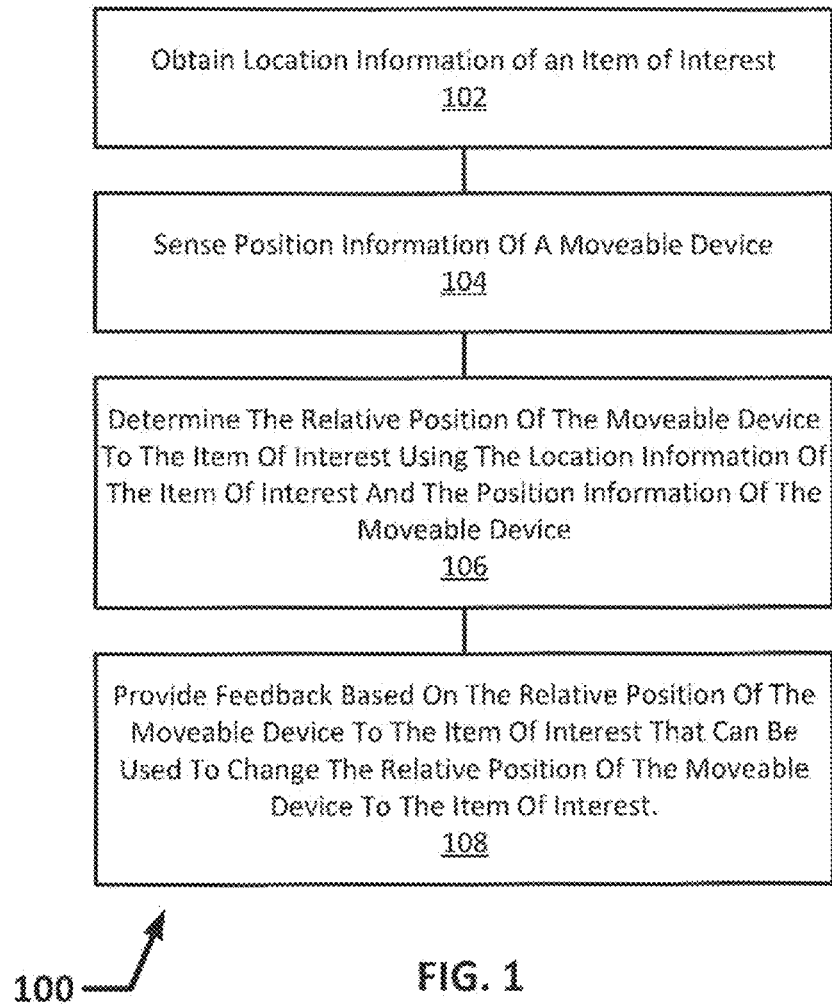 Obtain Location Information of an Item of Interest
102
Sense Position Information Of A Moveable Device
104
Determine The Relative Position Of The Moveable Device
To The Item Of Interest Using The Location Information Of
The Item Of Interest And The Position Information Of The
Moveable Device
106
Provide Feedback Based On The Relative Position Of The
Moveable Device To The Item Of Interest That Can Be
Used To Change The Relative Position Of The Moveable
Device To The Item Of Interest.
108
100
FIG. 1